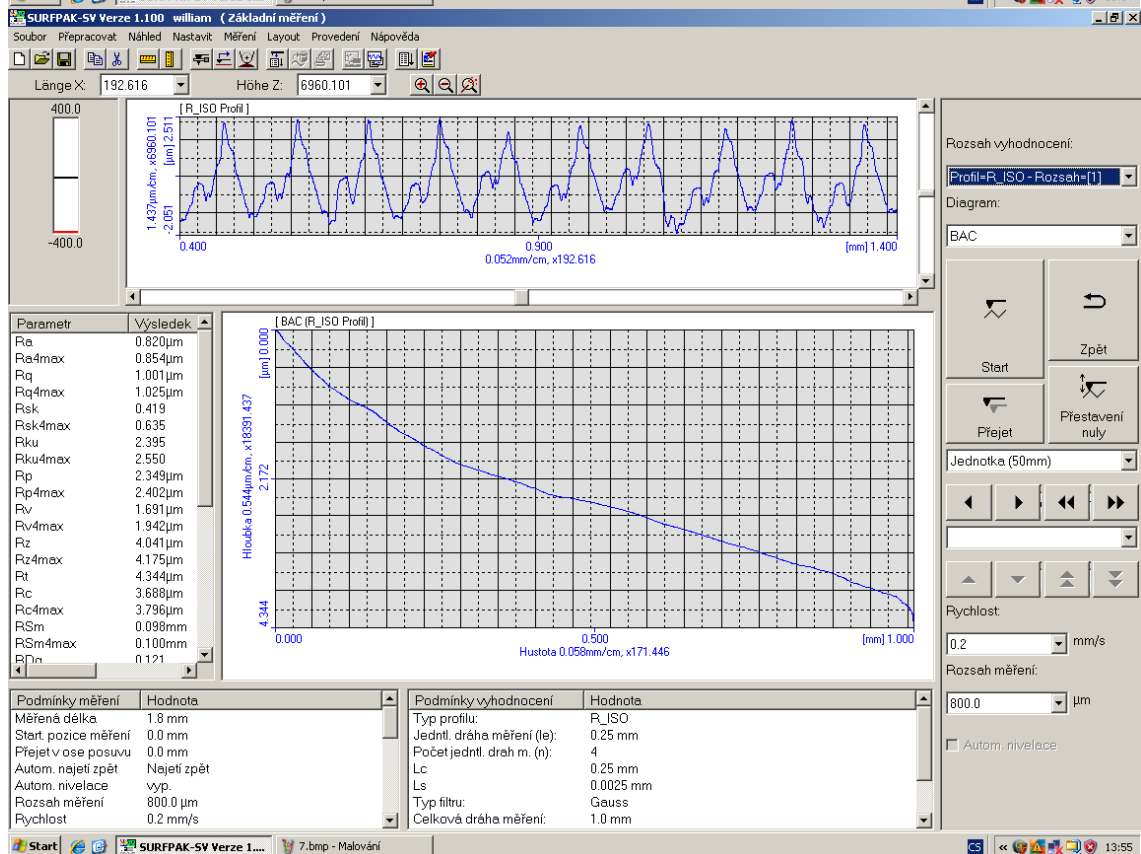 SURFPAK-SV Verze 1.100 william ( Základní měření )
Soubor Přepracovat Náhled Nastavit Měření Layout Provedení Nápověda
Länge X: 192.616 Höhe Z: 6960.101
400.0
-400.0
[ R_ISO Profil ]
1.437µm/cm, x6960.101
-2.051 [µm] 2.511
0.400 0.900 [mm] 1.400
0.052mm/cm, x192.616
Rozsah vyhodnocení:
Profil=R_ISO - Rozsah=[1]
Diagram:
BAC
Start
Zpět
Přejet
Přestavení
nuly
Jednotka (50mm)
Rychlost:
0.2 mm/s
Rozsah měření:
800.0 µm
Autom. nivelace
Parametr Výsledek
Ra 0.820µm
Ra4max 0.854µm
Rq 1.001µm
Rq4max 1.025µm
Rsk 0.419
Rsk4max 0.635
Rku 2.395
Rku4max 2.550
Rp 2.349µm
Rp4max 2.402µm
Rv 1.691µm
Rv4max 1.942µm
Rz 4.041µm
Rz4max 4.175µm
Rt 4.344µm
Rc 3.688µm
Rc4max 3.796µm
RSm 0.098mm
RSm4max 0.100mm
RDq 0.121
[ BAC (R_ISO Profil) ]
Hloubka 0.544µm/cm, x18391.437
4.344 2.172 [µm] 0.000
0.000 0.500 [mm] 1.000
Hustota 0.058mm/cm, x171.446
Podmínky měření Hodnota
Měřená délka 1.8 mm
Start. pozice měření 0.0 mm
Přejet v ose posuvu 0.0 mm
Autom. najetí zpět Najetí zpět
Autom. nivelace vyp.
Rozsah měření 800.0 µm
Rychlost 0.2 mm/s
Podmínky vyhodnocení Hodnota
Typ profilu: R_ISO
Jedntl. dráha měření (le): 0.25 mm
Počet jedntl. drah m. (n): 4
Lc 0.25 mm
Ls 0.0025 mm
Typ filtru: Gauss
Celková dráha měření: 1.0 mm
Start SURFPAK-SV Verze 1.... 7.bmp - Malování CS « 13:55